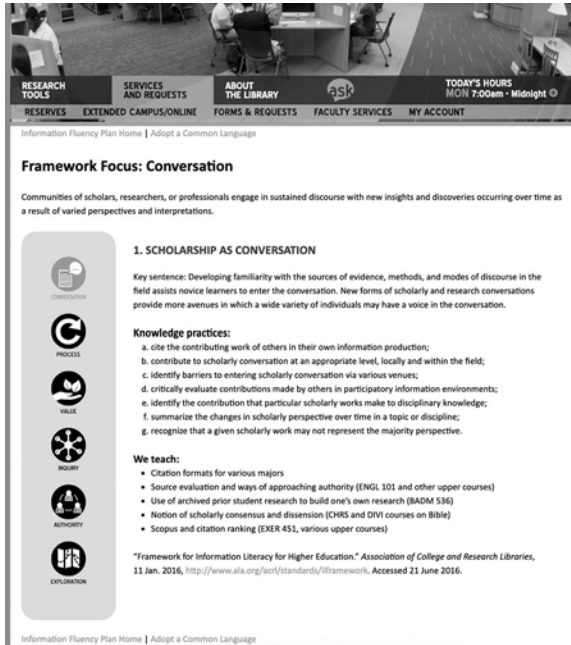 RESEARCH
TOOLS
SERVICES
AND REQUESTS
ABOUT
THE LIBRARY
ask
TODAY'S HOURS
MON 7:00am - Midnight
RESERVES EXTENDED CAMPUS/ONLINE FORMS & REQUESTS FACULTY SERVICES MY ACCOUNT
Information Fluency Plan Home | Adopt a Common Language
Framework Focus: Conversation
Communities of scholars, researchers, or professionals engage in sustained discourse with new insights and discoveries occurring over time as
a result of varied perspectives and interpretations.
CONVERSATION
PROCESS
VALUE
INQUIRY
AUTHORITY
EXPLORATION
1. SCHOLARSHIP AS CONVERSATION
Key sentence: Developing familiarity with the sources of evidence, methods, and modes of discourse in the
field assists novice learners to enter the conversation. New forms of scholarly and research conversations
provide more avenues in which a wide variety of individuals may have a voice in the conversation.
Knowledge practices:
a. cite the contributing work of others in their own information production;
b. contribute to scholarly conversation at an appropriate level, locally and within the field;
c. identify barriers to entering scholarly conversation via various venues;
d. critically evaluate contributions made by others in participatory information environments;
e. identify the contribution that particular scholarly works make to disciplinary knowledge;
f. summarize the changes in scholarly perspective over time in a topic or discipline;
g. recognize that a given scholarly work may not represent the majority perspective.
We teach:
• Citation formats for various majors
• Source evaluation and ways of approaching authority (ENGL 101 and other upper courses)
• Use of archived prior student research to build one's own research (BADM 536)
• Notion of scholarly consensus and dissension (CHRS and DIVI courses on Bible)
• Scopus and citation ranking (EXER 451, various upper courses)
"Framework for Information Literacy for Higher Education." Association of College and Research Libraries,
11 Jan. 2016, http://www.ala.org/acrl/standards/ilframework. Accessed 21 June 2016.
Information Fluency Plan Home | Adopt a Common Language